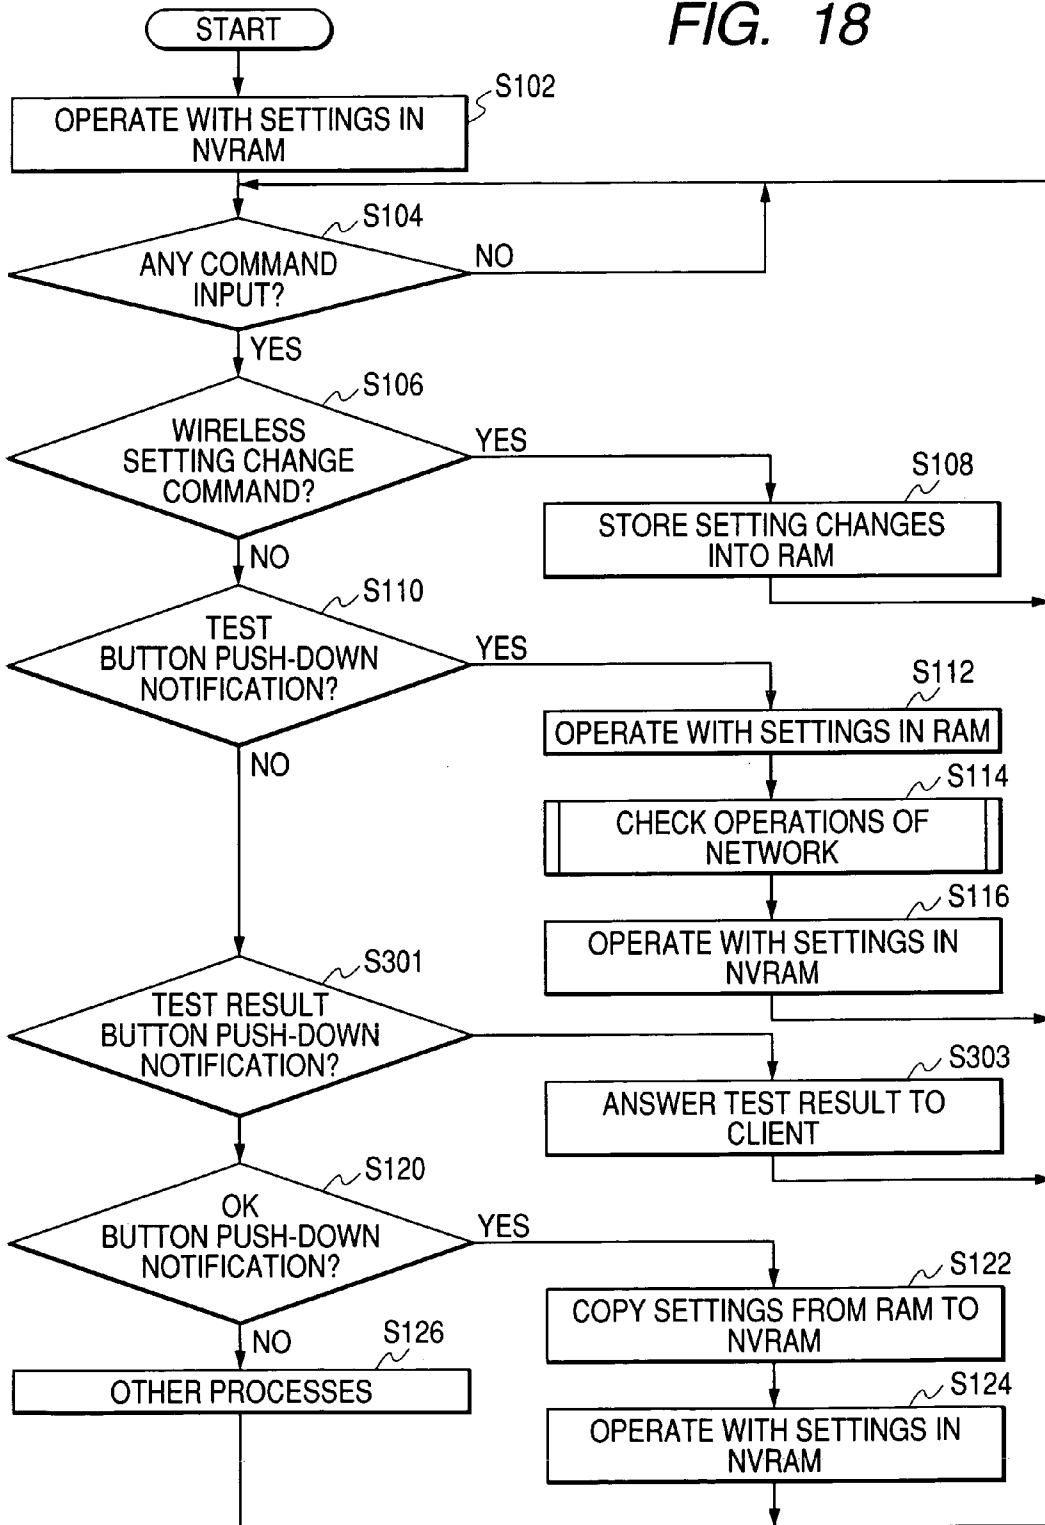 FIG. 18
START
S102
OPERATE WITH SETTINGS IN
NVRAM
S104
ANY COMMAND
INPUT?
NO
YES
S106
WIRELESS
SETTING CHANGE
COMMAND?
YES
S108
STORE SETTING CHANGES
INTO RAM
NO
S110
TEST
BUTTON PUSH-DOWN
NOTIFICATION?
YES
S112
OPERATE WITH SETTINGS IN RAM
NO
S114
CHECK OPERATIONS OF
NETWORK
S116
OPERATE WITH SETTINGS IN
NVRAM
S301
TEST RESULT
BUTTON PUSH-DOWN
NOTIFICATION?
S303
ANSWER TEST RESULT TO
CLIENT
S120
OK
BUTTON PUSH-DOWN
NOTIFICATION?
YES
S122
COPY SETTINGS FROM RAM TO
NVRAM
NO
S126
OTHER PROCESSES
S124
OPERATE WITH SETTINGS IN
NVRAM